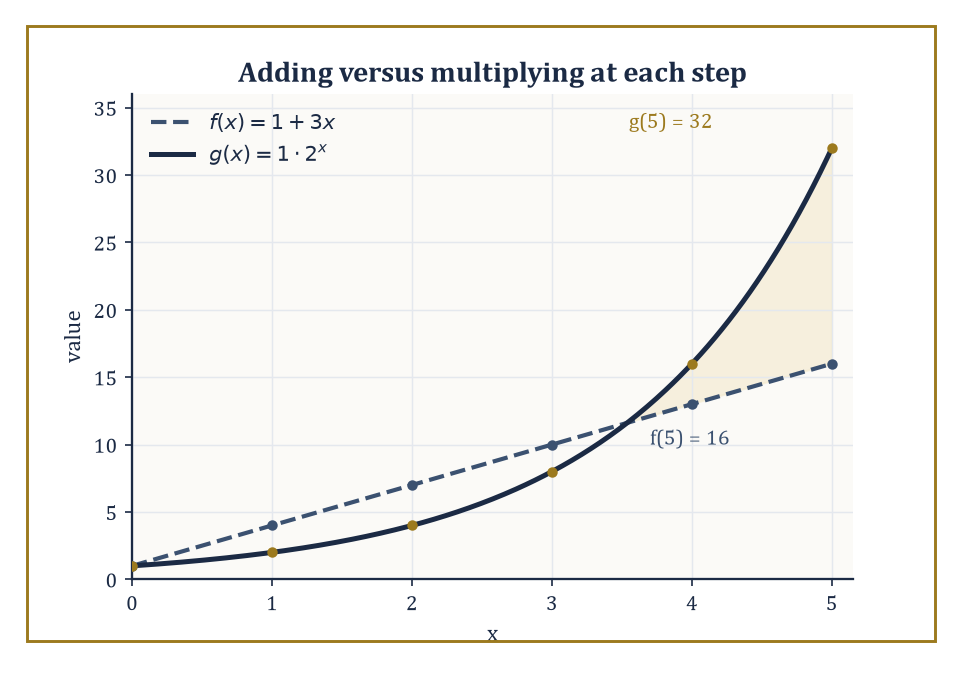 Adding versus multiplying at each step
f(x) = 1 + 3x
g(x) = 1 · 2ˣ
g(5) = 32
f(5) = 16
value
35
30
25
20
15
10
5
0
0 1 2 3 4 5
x